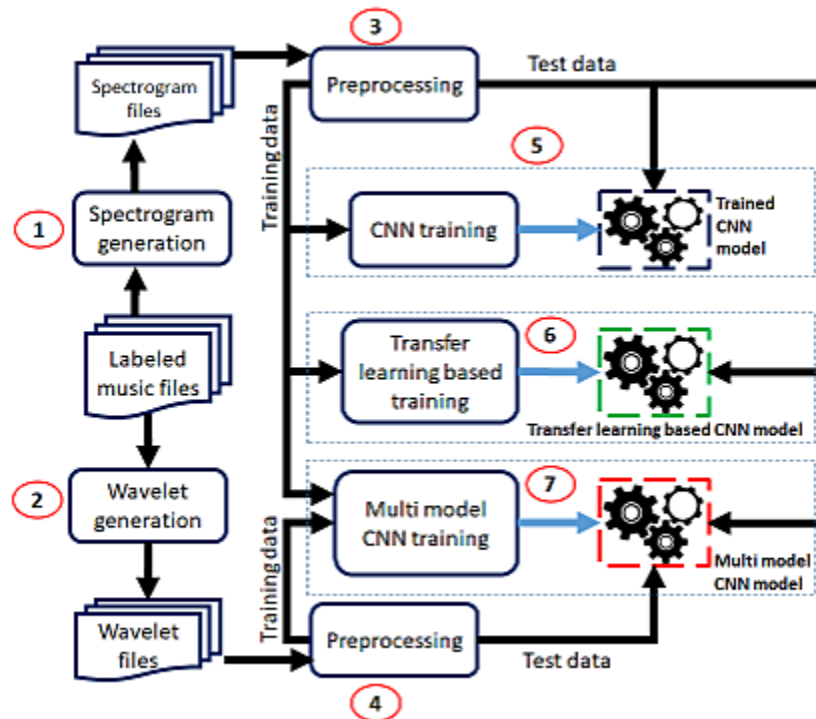 3
Spectrogram
files
Preprocessing
Test data
Training data
5
1
Spectrogram
generation
CNN training
Trained
CNN
model
Labeled
music files
6
Transfer
learning based
training
Transfer learning based CNN model
2
Wavelet
generation
7
Multi model
CNN training
Multi model
CNN model
Training data
Wavelet
files
Preprocessing
Test data
4